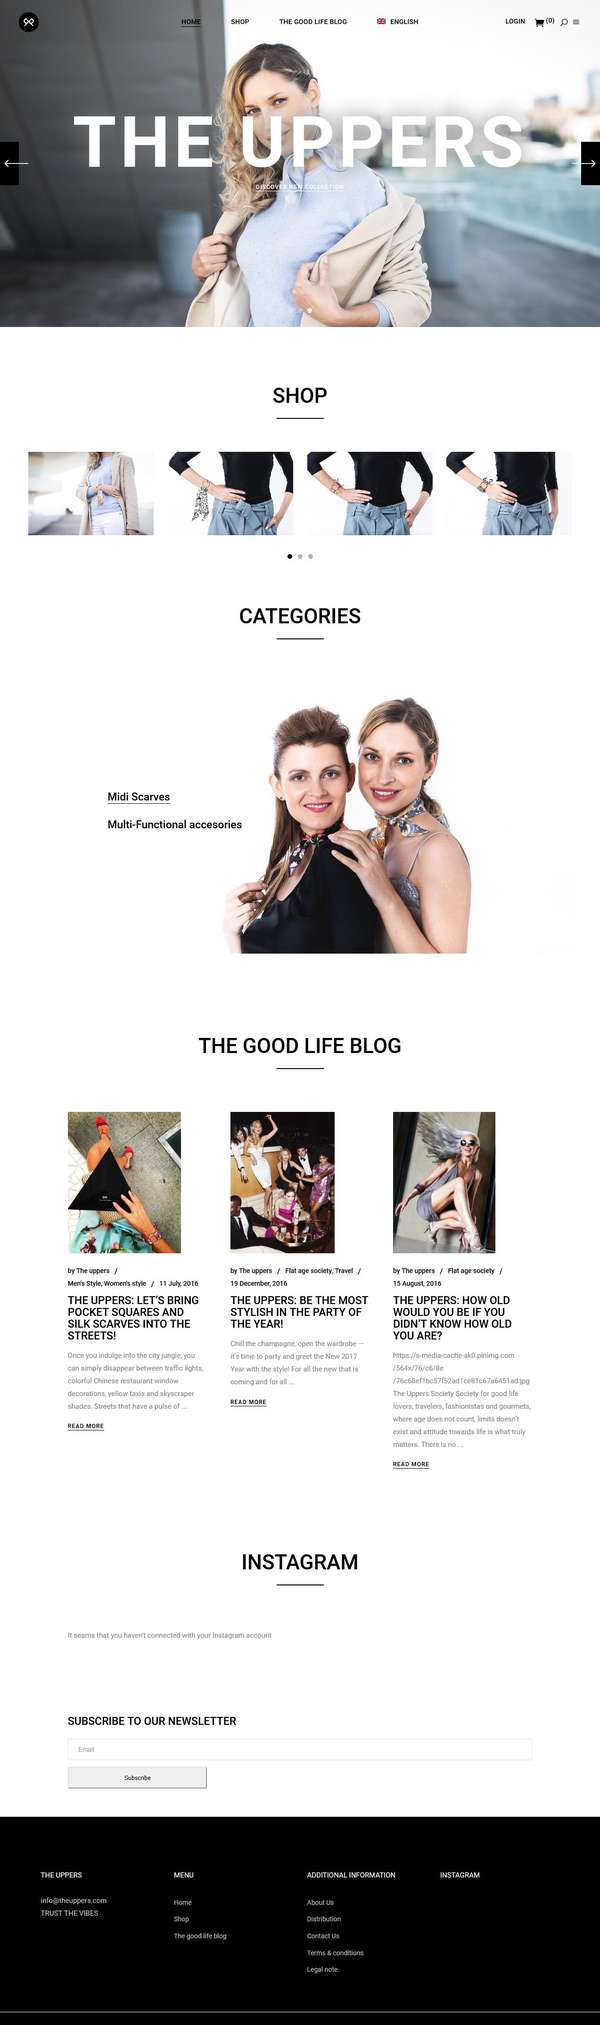 HOME
SHOP
THE GOOD LIFE BLOG
ENGLISH
LOGIN
(0)
THE UPPERS
DISCOVER NEW COLLECTION
SHOP
CATEGORIES
Midi Scarves
Multi-Functional accesories
THE GOOD LIFE BLOG
by The uppers /
Men's Style, Women's style / 11 July, 2016
THE UPPERS: LET'S BRING
POCKET SQUARES AND
SILK SCARVES INTO THE
STREETS!
Once you indulge into the city jungle, you
can simply disappear between traffic lights,
colorful Chinese restaurant window
decorations, yellow taxis and skyscraper
shades. Streets that have a pulse of ...
READ MORE
by The uppers / Flat age society, Travel /
19 December, 2016
THE UPPERS: BE THE MOST
STYLISH IN THE PARTY OF
THE YEAR!
Chill the champagne, open the wardrobe —
it's time to party and greet the New 2017
Year with the style! For all the new that is
coming and for all ...
READ MORE
by The uppers / Flat age society /
15 August, 2016
THE UPPERS: HOW OLD
WOULD YOU BE IF YOU
DIDN'T KNOW HOW OLD
YOU ARE?
https://s-media-cache-ak0.pinimg.com
/564x/76/c6/8e
/76c68ef1bc57f52ad1ce81c67a6451ad.jpg
The Uppers Society Society for good life
lovers, travelers, fashionistas and gourmets,
where age does not count, limits doesn't
exist and attitude towards life is what truly
matters. There is no ...
READ MORE
INSTAGRAM
It seams that you haven't connected with your Instagram account
SUBSCRIBE TO OUR NEWSLETTER
Email
Subscribe
THE UPPERS
info@theuppers.com
TRUST THE VIBES
MENU
Home
Shop
The good life blog
ADDITIONAL INFORMATION
About Us
Distribution
Contact Us
Terms & conditions
Legal note
INSTAGRAM